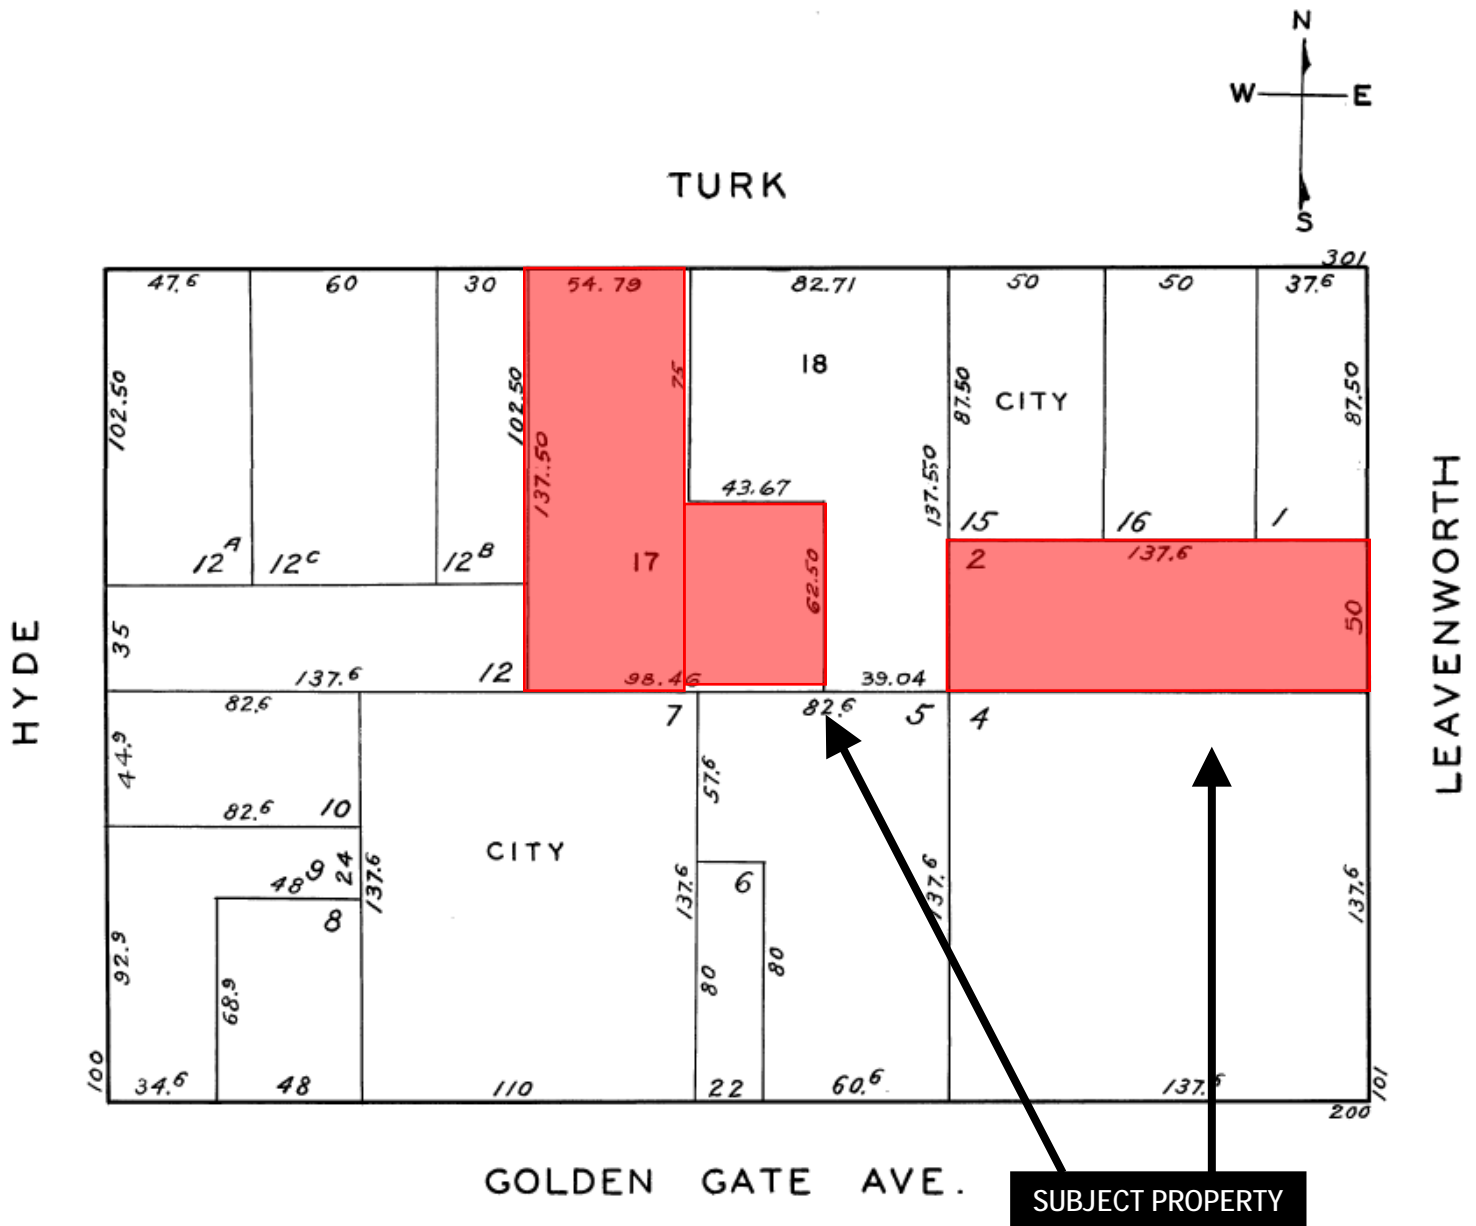 N
W E
S
TURK
301
47.6 60 30 54.79 82.71 50 50 37.6
102.50 102.50 137.50 75 18 87.50 CITY 87.50
43.67 137.50
12A 12C 12B 17 62.50 15 16 1
2 137.6 50
HYDE
LEAVENWORTH
35 137.6 12 98.46 39.04
82.6 7 82.6 5 4
44.9 57.6
82.6 10
CITY
9 24 137.6 137.6 6 137.6 137.6
48
8
92.9 68.9 80 80
100 34.6 48 110 22 60.6 137.6 101
200
GOLDEN GATE AVE.
SUBJECT PROPERTY